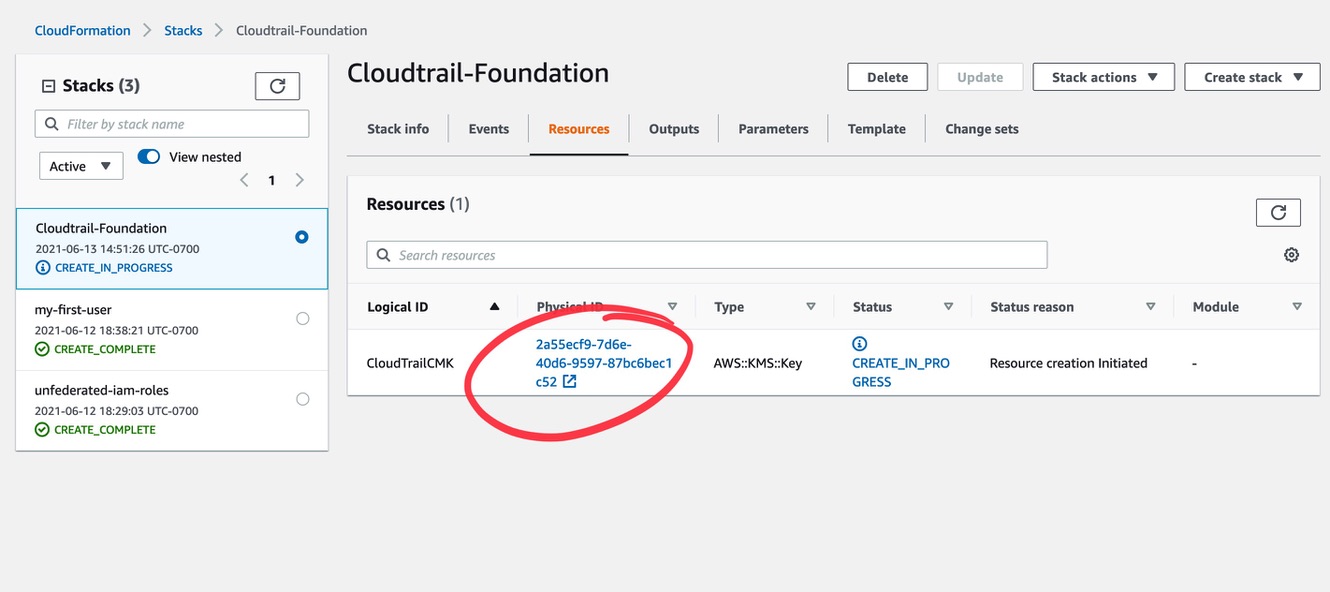 CloudFormation > Stacks > Cloudtrail-Foundation
Stacks (3)
Filter by stack name
Active
View nested
1
Cloudtrail-Foundation
2021-06-13 14:51:26 UTC-0700
CREATE_IN_PROGRESS
my-first-user
2021-06-12 18:38:21 UTC-0700
CREATE_COMPLETE
unfederated-iam-roles
2021-06-12 18:29:03 UTC-0700
CREATE_COMPLETE
Cloudtrail-Foundation
Delete Update Stack actions Create stack
Stack info Events Resources Outputs Parameters Template Change sets
Resources (1)
Search resources
Logical ID Physical ID Type Status Status reason Module
CloudTrailCMK
2a55ecf9-7d6e-
40d6-9597-87bc6bec1
c52
AWS::KMS::Key
CREATE_IN_PRO
GRESS
Resource creation Initiated
-